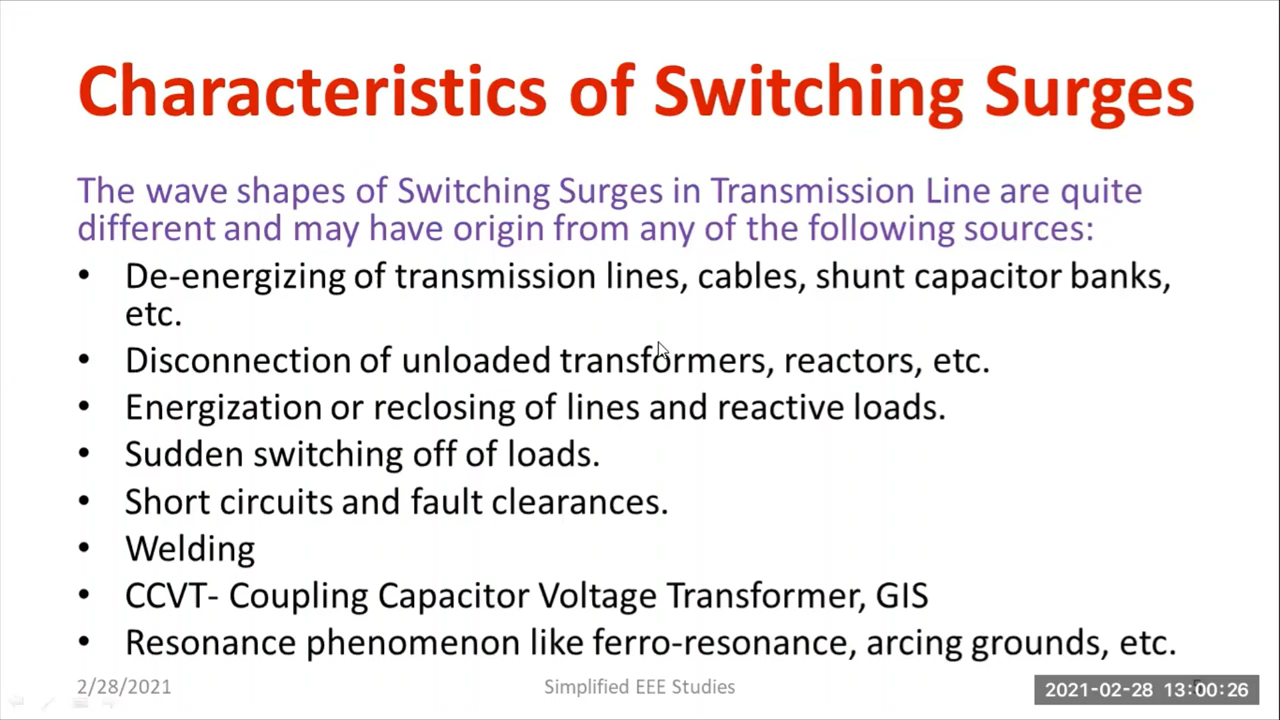 Characteristics of Switching Surges
The wave shapes of Switching Surges in Transmission Line are quite
different and may have origin from any of the following sources:
• De-energizing of transmission lines, cables, shunt capacitor banks,
etc.
• Disconnection of unloaded transformers, reactors, etc.
• Energization or reclosing of lines and reactive loads.
• Sudden switching off of loads.
• Short circuits and fault clearances.
• Welding
• CCVT- Coupling Capacitor Voltage Transformer, GIS
• Resonance phenomenon like ferro-resonance, arcing grounds, etc.
2/28/2021
Simplified EEE Studies
2021-02-28 13:00:26